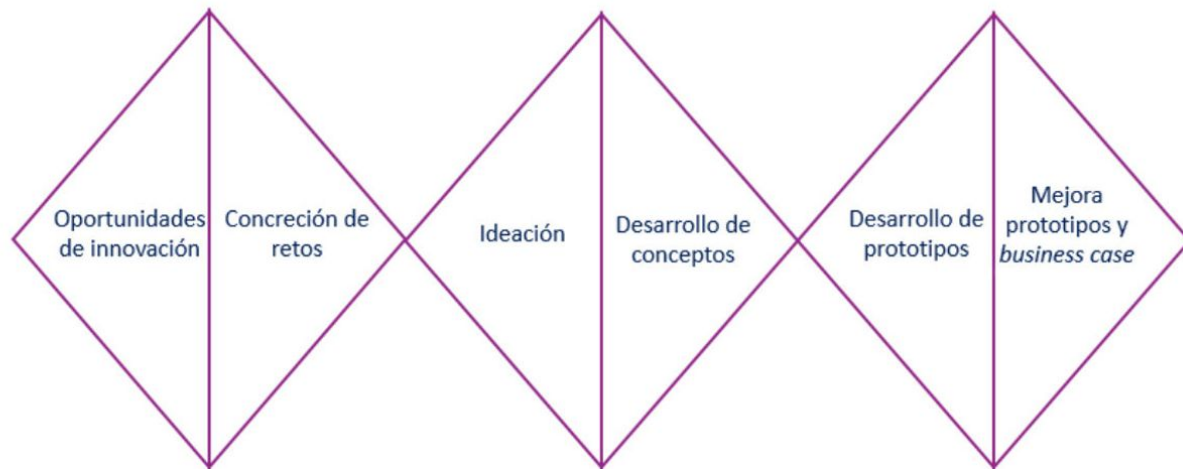 Oportunidades
de innovación
Concreción de
retos
Ideación
Desarrollo de
conceptos
Desarrollo de
prototipos
Mejora
prototipos y
business case